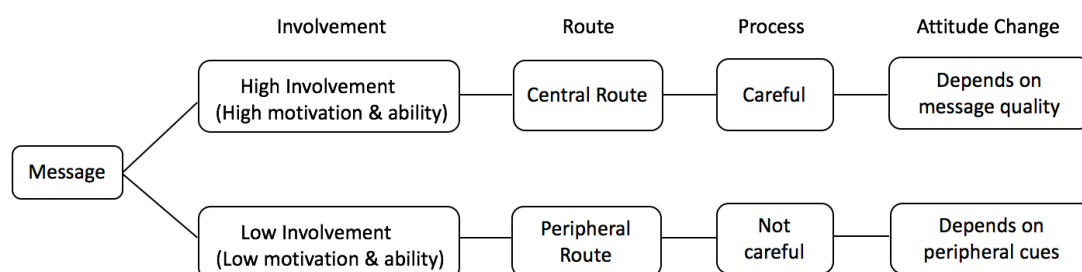 Involvement
Route
Process
Attitude Change
High Involvement
(High motivation & ability)
Central Route
Careful
Depends on
message quality
Message
Low Involvement
(Low motivation & ability)
Peripheral
Route
Not
careful
Depends on
peripheral cues